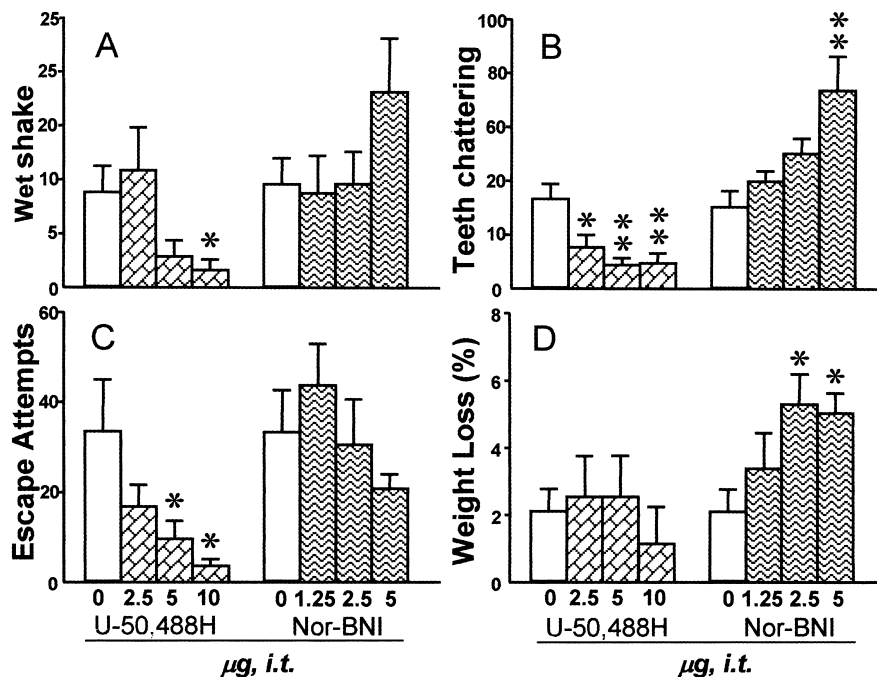 A
Wet shake
25
25
20
10
5
0
* 
B
Teeth chattering
100
80
60
20
10
0
*
**
**
**
C
Escape Attempts
60
40
20
0
*
*
D
Weight Loss (%)
8
6
4
2
0
*
*
0 2.5 5 10 0 1.25 2.5 5
U-50,488H Nor-BNI
μg, i.t.
0 2.5 5 10 0 1.25 2.5 5
U-50,488H Nor-BNI
μg, i.t.